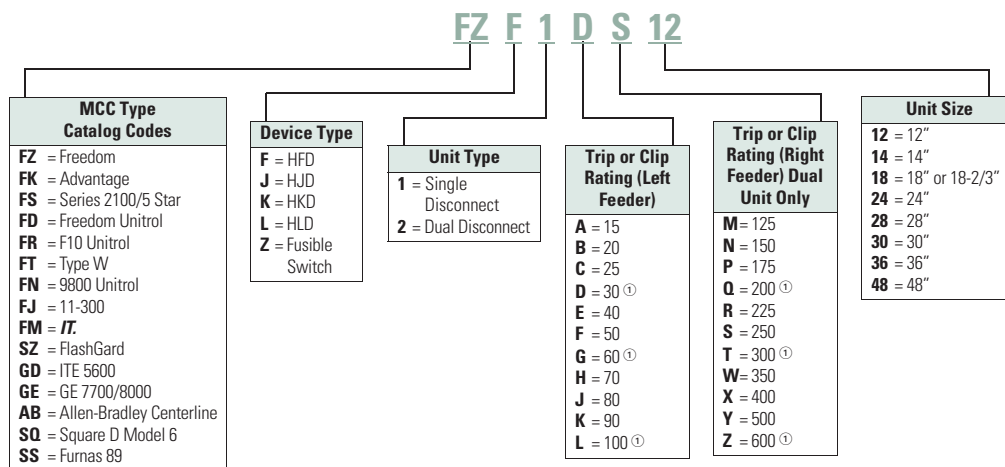 FZ F 1 D S 12
MCC Type
Catalog Codes
FZ = Freedom
FK = Advantage
FS = Series 2100/5 Star
FD = Freedom Unitrol
FR = F10 Unitrol
FT = Type W
FN = 9800 Unitrol
FJ = 11-300
FM = IT.
SZ = FlashGard
GD = ITE 5600
GE = GE 7700/8000
AB = Allen-Bradley Centerline
SQ = Square D Model 6
SS = Furnas 89
Device Type
F = HFD
J = HJD
K = HKD
L = HLD
Z = Fusible
Switch
Unit Type
1 = Single
Disconnect
2 = Dual Disconnect
Trip or Clip
Rating (Left
Feeder)
A = 15
B = 20
C = 25
D = 30 ①
E = 40
F = 50
G = 60 ①
H = 70
J = 80
K = 90
L = 100 ①
Trip or Clip
Rating (Right
Feeder) Dual
Unit Only
M = 125
N = 150
P = 175
Q = 200 ①
R = 225
S = 250
T = 300 ①
W = 350
X = 400
Y = 500
Z = 600 ①
Unit Size
12 = 12″
14 = 14″
18 = 18″ or 18-2/3″
24 = 24″
28 = 28″
30 = 30″
36 = 36″
48 = 48″